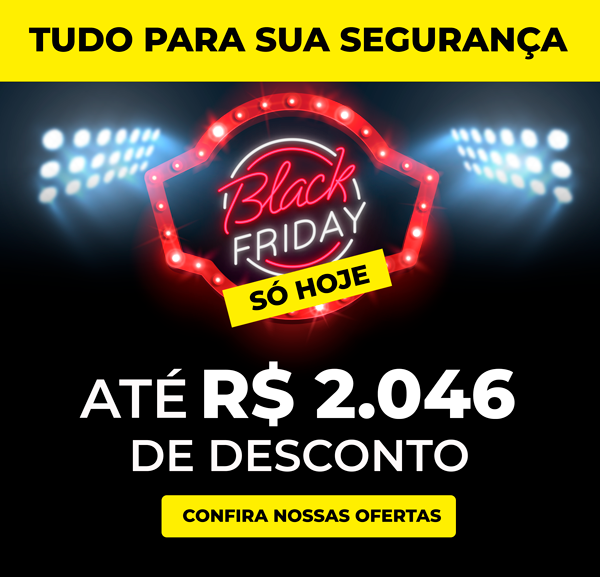 TUDO PARA SUA SEGURANÇA
Black
FRIDAY
SÓ HOJE
ATÉ R$ 2.046
DE DESCONTO
CONFIRA NOSSAS OFERTAS